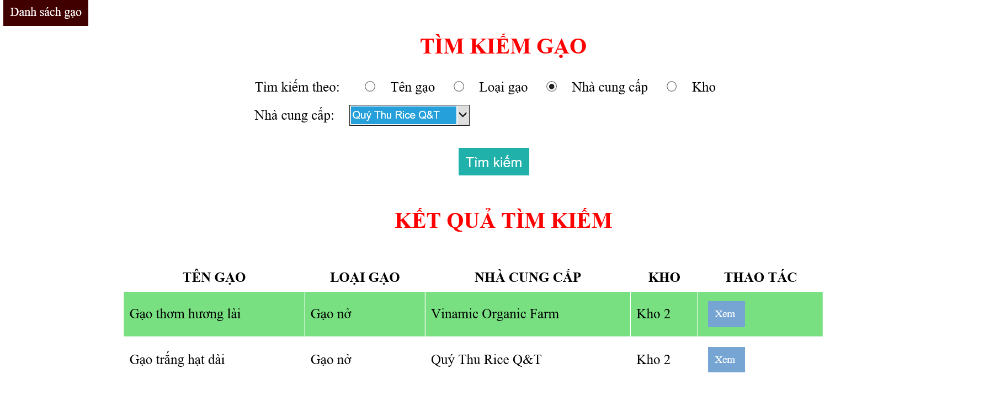 Danh sách gạo
TÌM KIẾM GẠO
Tìm kiếm theo: Tên gạo Loại gạo Nhà cung cấp Kho
Nhà cung cấp: Quý Thu Rice Q&T
Tìm kiếm
KẾT QUẢ TÌM KIẾM
TÊN GẠO LOẠI GẠO NHÀ CUNG CẤP KHO THAO TÁC
Gạo thơm hương lài Gạo nở Vinamic Organic Farm Kho 2 Xem
Gạo trắng hạt dài Gạo nở Quý Thu Rice Q&T Kho 2 Xem